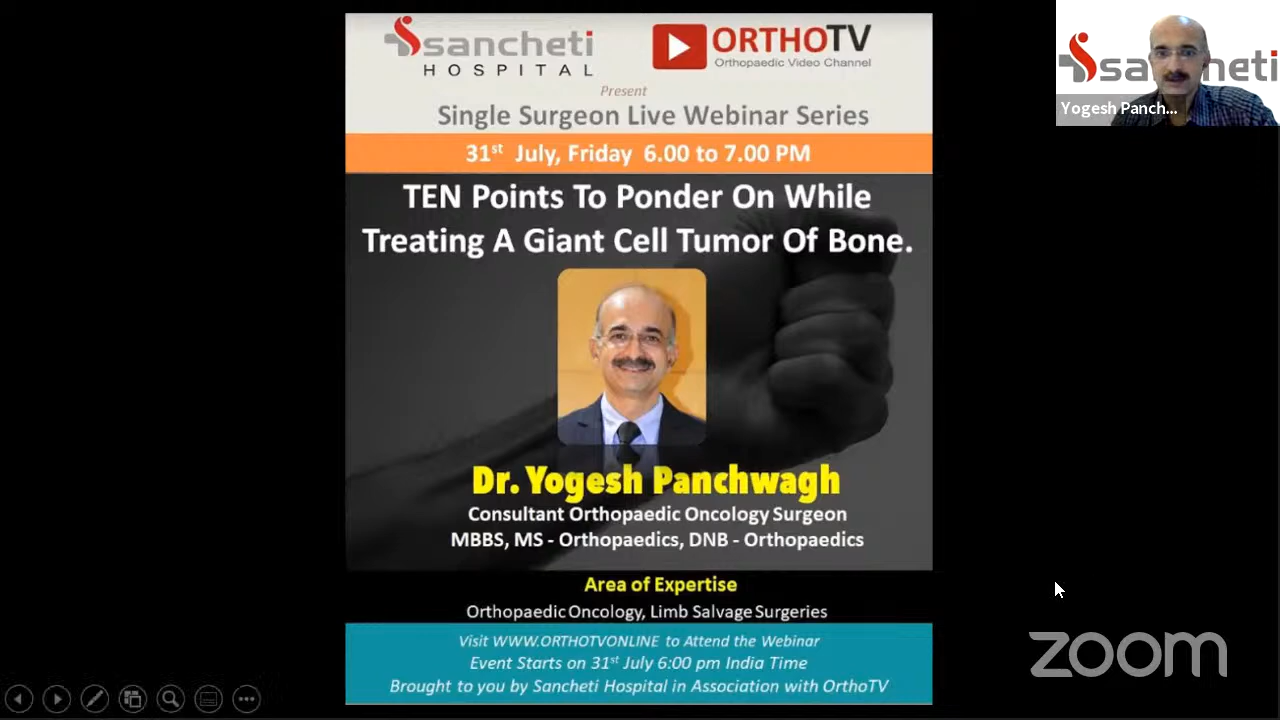 sancheti
HOSPITAL
ORTHOTV
Orthopaedic Video Channel
Present
Single Surgeon Live Webinar Series
31st July, Friday 6.00 to 7.00 PM
TEN Points To Ponder On While
Treating A Giant Cell Tumor Of Bone.
Dr. Yogesh Panchwagh
Consultant Orthopaedic Oncology Surgeon
MBBS, MS - Orthopaedics, DNB - Orthopaedics
Area of Expertise
Orthopaedic Oncology, Limb Salvage Surgeries
Visit WWW.ORTHOTVONLINE to Attend the Webinar
Event Starts on 31st July 6:00 pm India Time
Brought to you by Sancheti Hospital in Association with OrthoTV
Yogesh Panch...
zoom